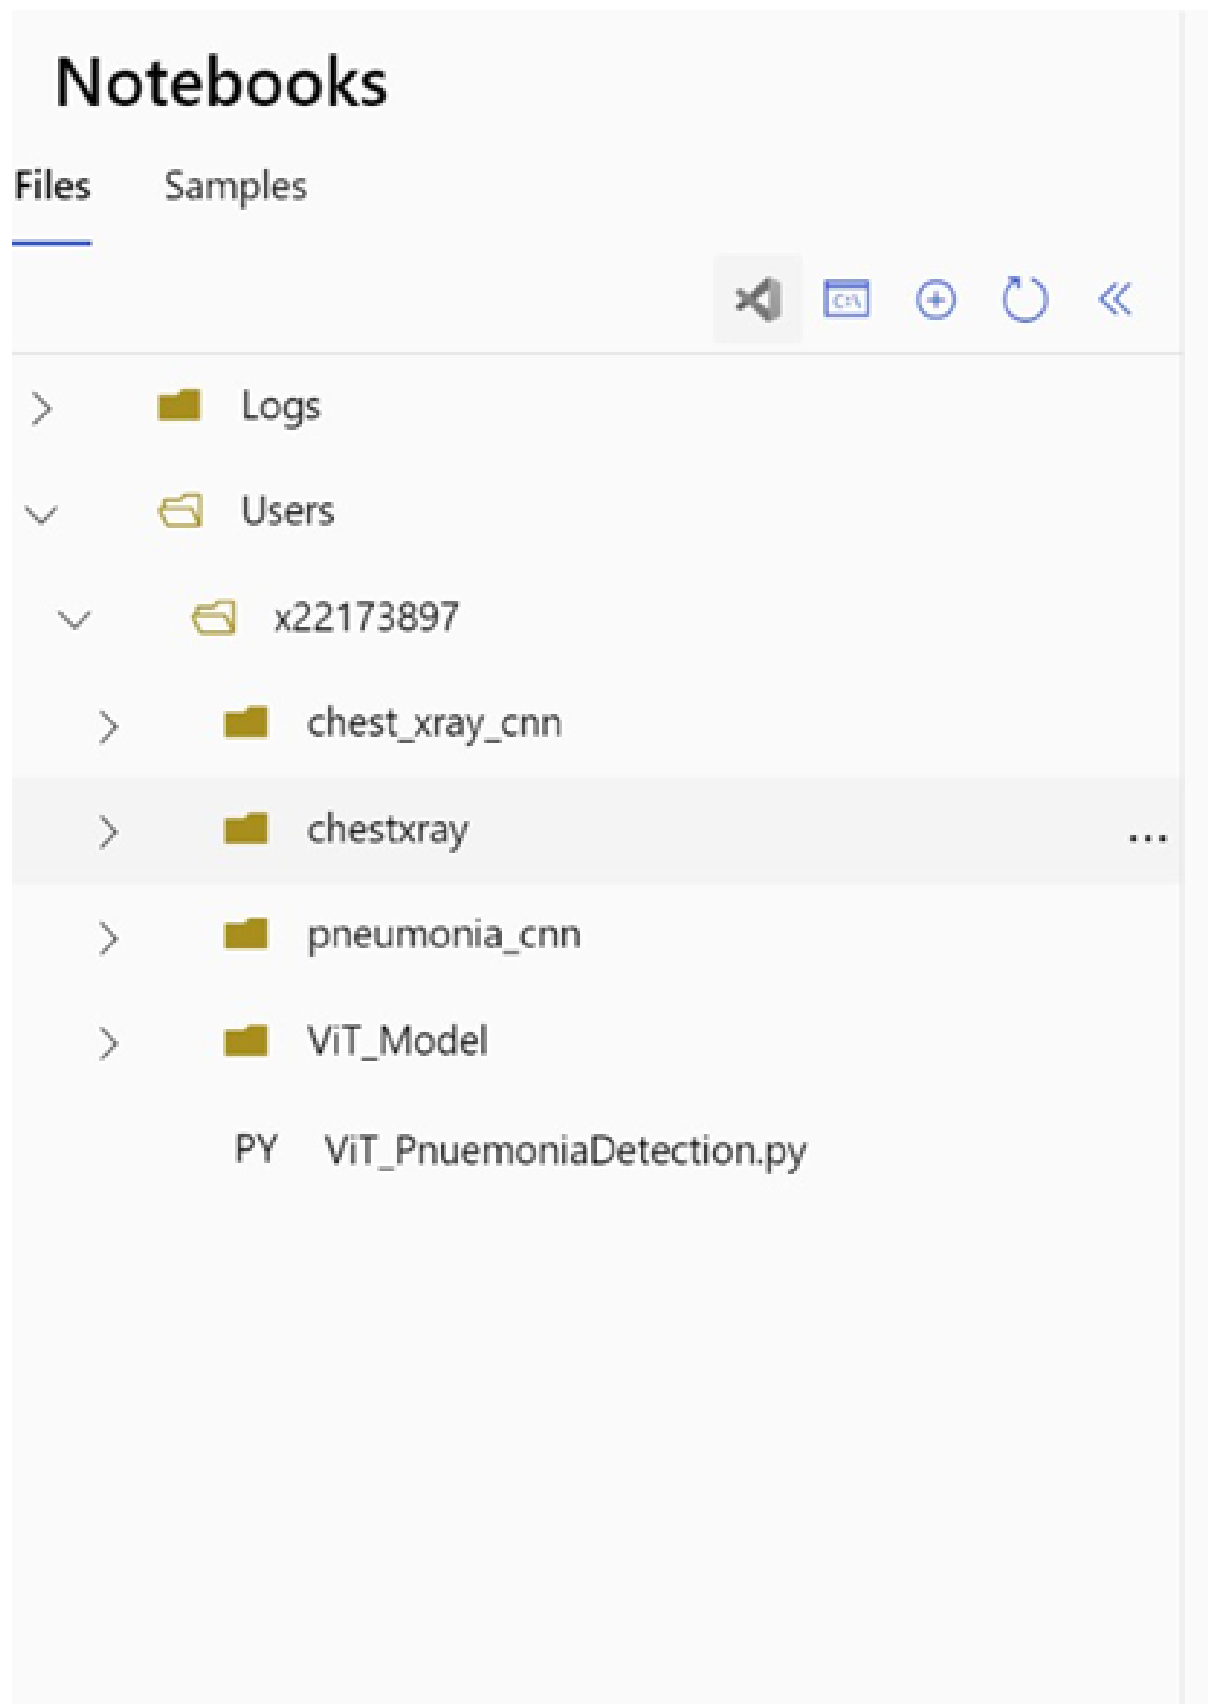 Notebooks
Files Samples
C:\
Logs
Users
x22173897
chest_xray_cnn
chestxray
...
pneumonia_cnn
ViT_Model
PY ViT_PnuemoniaDetection.py